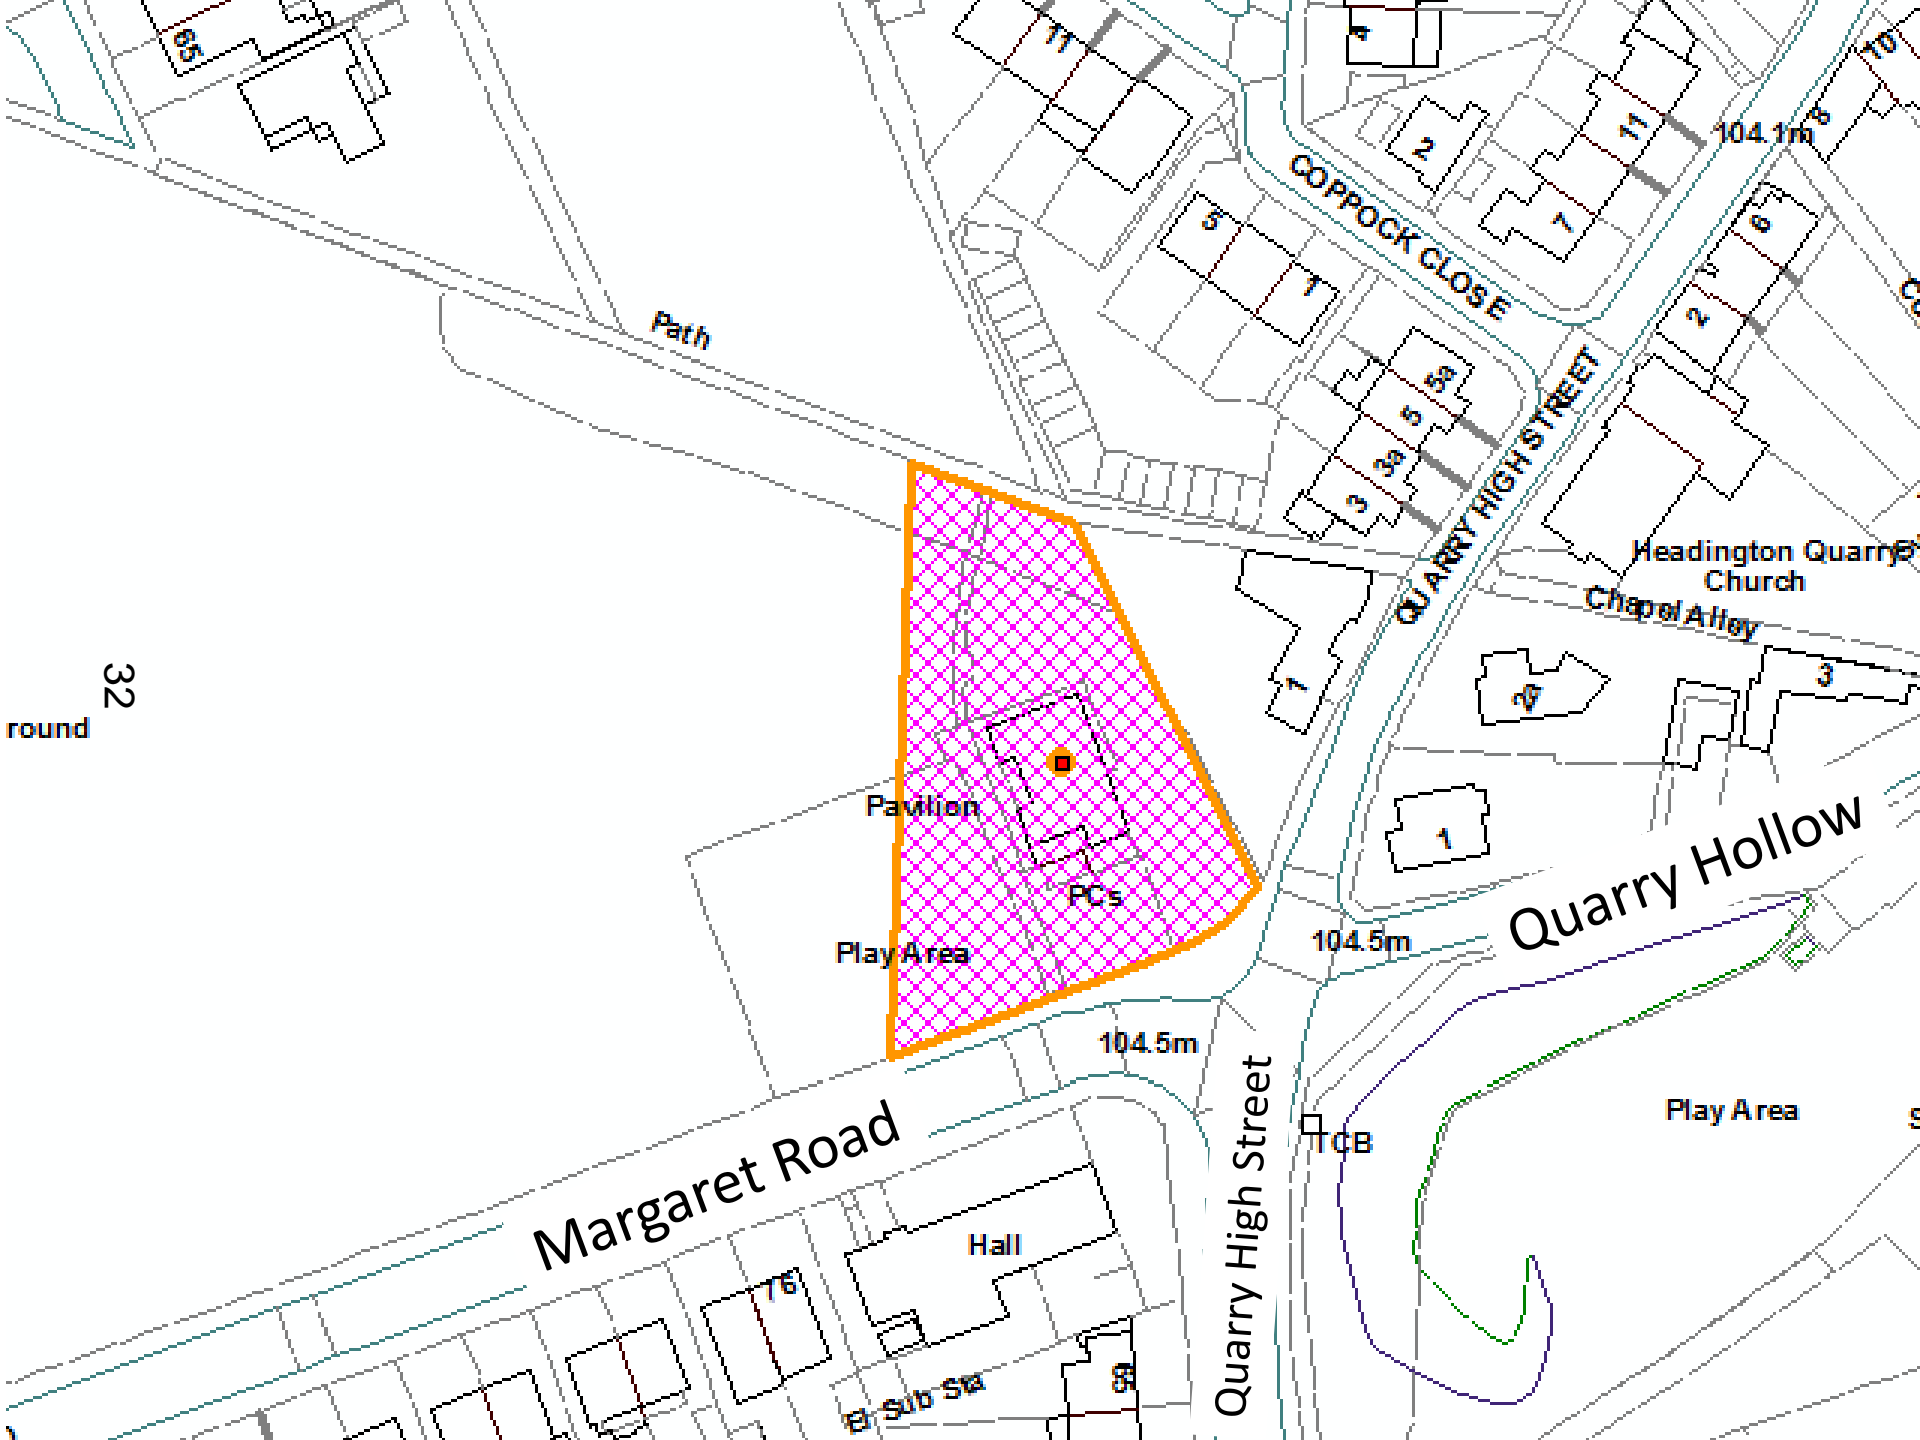 65
11
4
10
2
11
104.1m
8
COPPOCK CLOSE
5
7
6
1
2
Path
5a
5
3a
3
QUARRY HIGH STREET
Headington Quarry
Church
Chapel Alley
32
1
2a
3
round
Pavilion
1
Quarry Hollow
PCs
Play Area
104.5m
104.5m
Margaret Road
Quarry High Street
Play Area
TCB
Hall
76
El Sub Sta